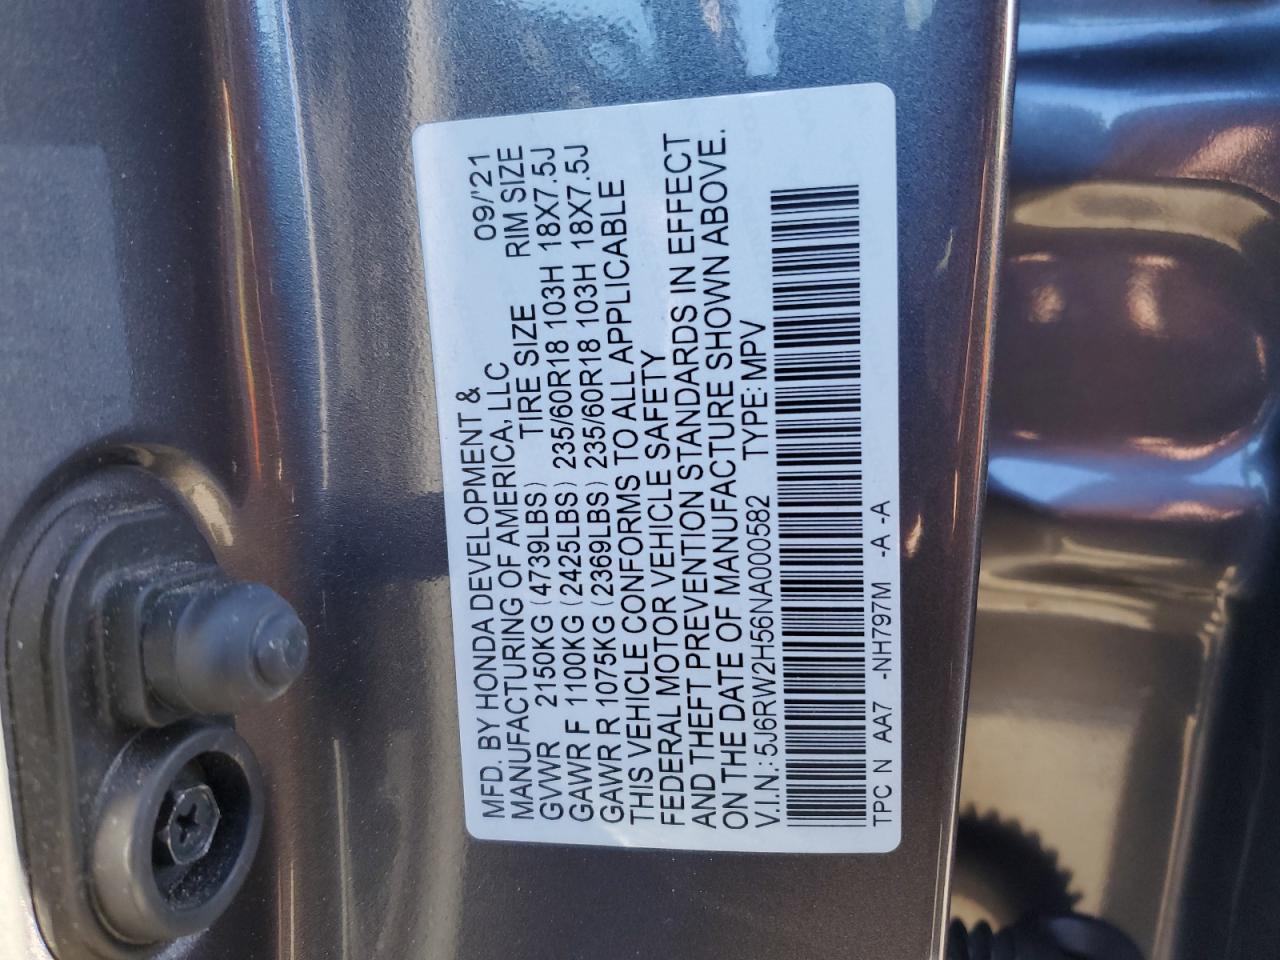 MFD. BY HONDA DEVELOPMENT & 09/'21
MANUFACTURING OF AMERICA, LLC RIM SIZE
TIRE SIZE
GVWR 2150KG (4739LBS) 235/60R18 103H 18X7.5J
GAWR F 1100KG (2425LBS) 235/60R18 103H 18X7.5J
GAWR R 1075KG (2369LBS)
THIS VEHICLE CONFORMS TO ALL APPLICABLE
FEDERAL MOTOR VEHICLE SAFETY
AND THEFT PREVENTION STANDARDS IN EFFECT
ON THE DATE OF MANUFACTURE SHOWN ABOVE.
V.I.N.: 5J6RW2H56NA000582 TYPE: MPV
TPC N AA7 -NH797M -A -A